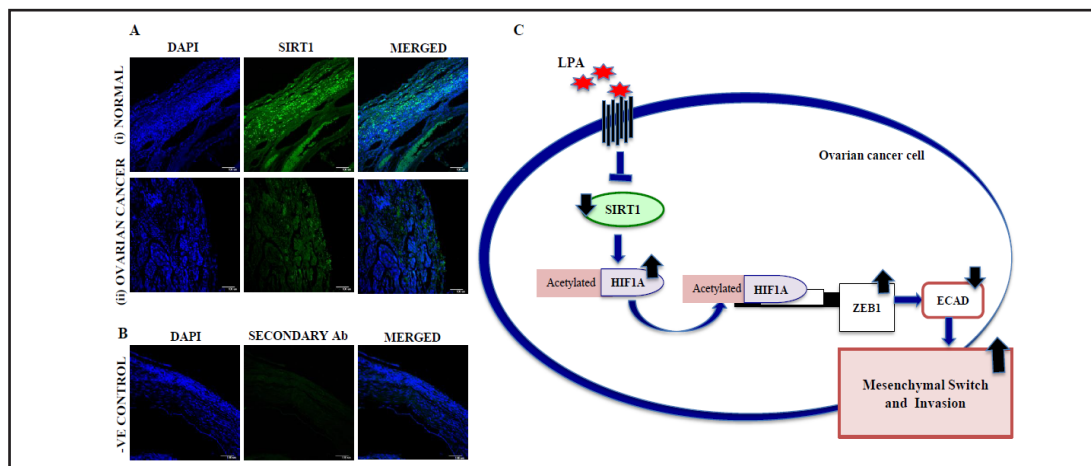 A
DAPI
SIRT1
MERGED
(i) NORMAL
(ii) OVARIAN CANCER
B
DAPI
SECONDARY Ab
MERGED
-VE CONTROL
C
LPA
Ovarian cancer cell
SIRT1
Acetylated
HIF1A
Acetylated
HIF1A
ZEB1
ECAD
Mesenchymal Switch
and Invasion